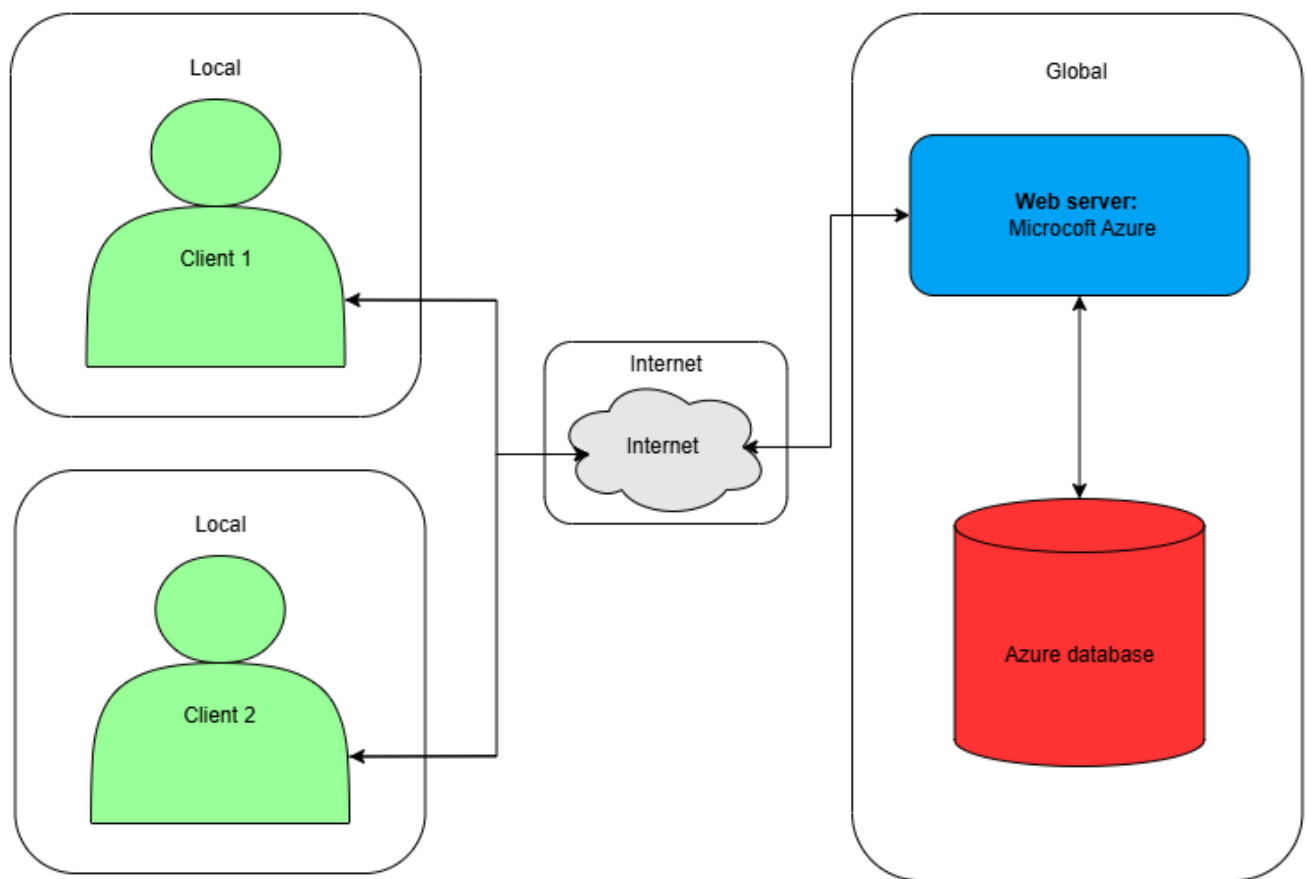 Local
Client 1
Local
Client 2
Internet
Internet
Global
Web server:
Microcoft Azure
Azure database